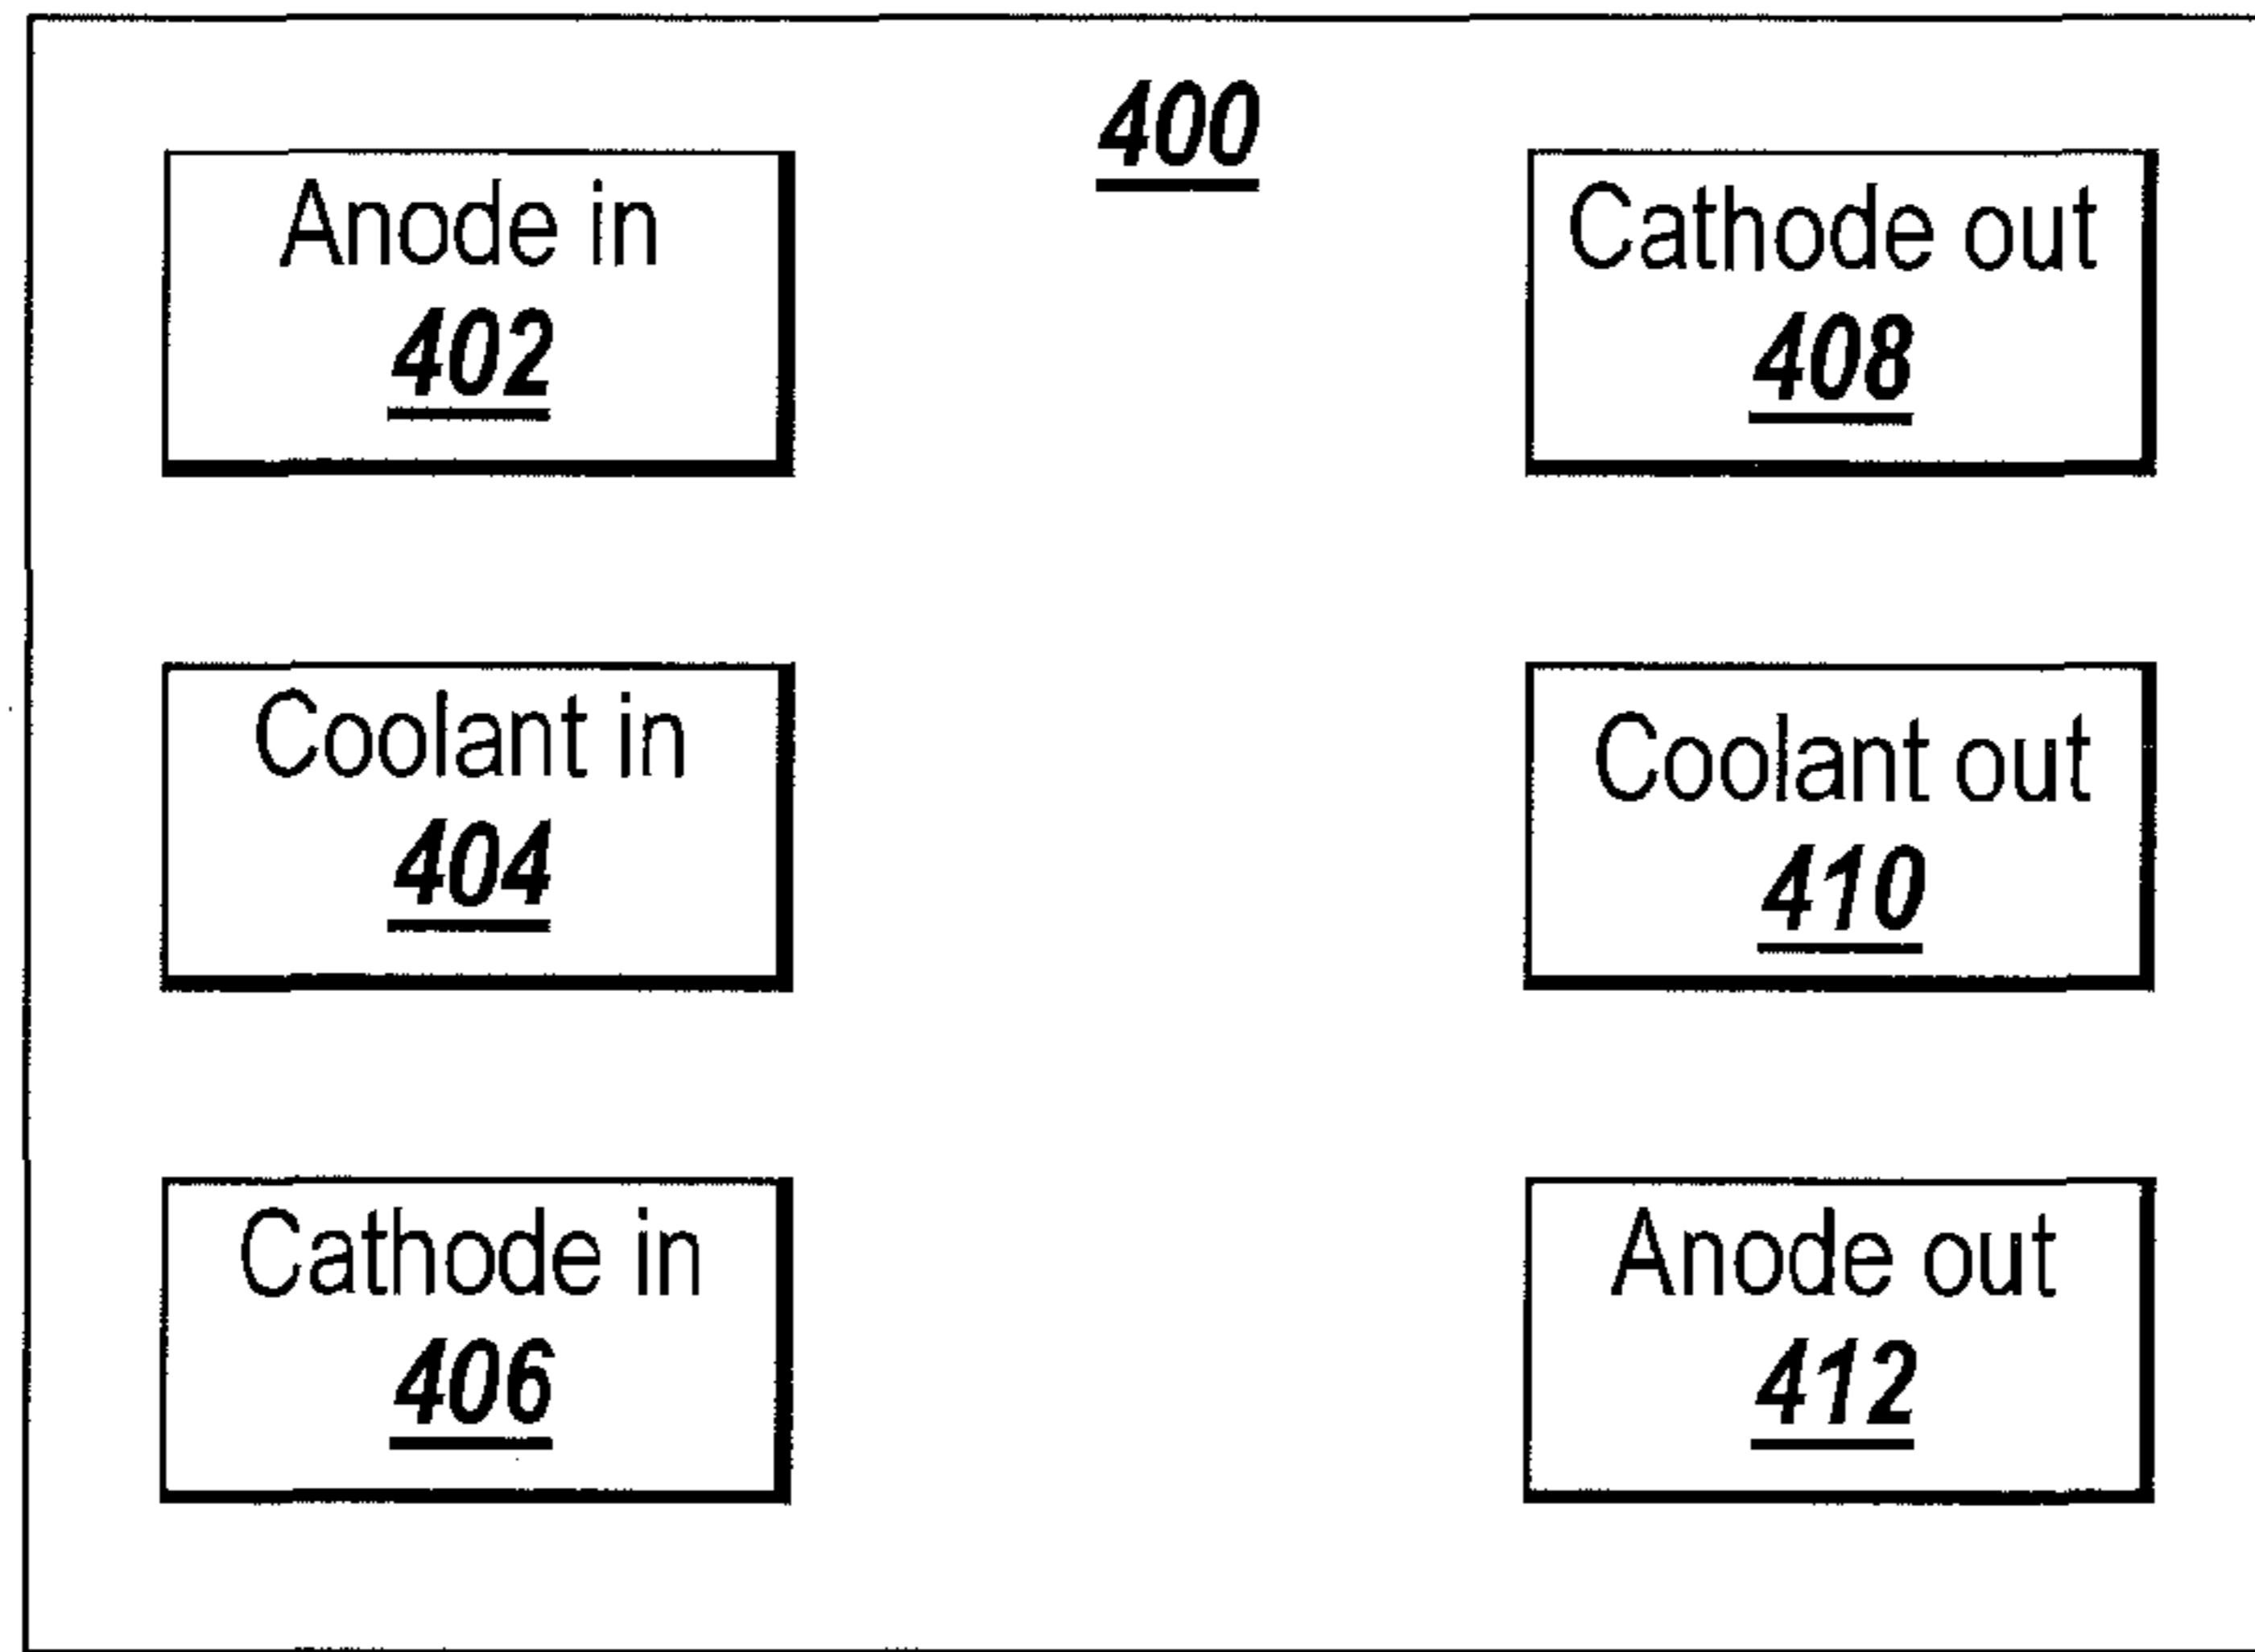 400
Anode in
402
Cathode out
408
Coolant in
404
Coolant out
410
Cathode in
406
Anode out
412